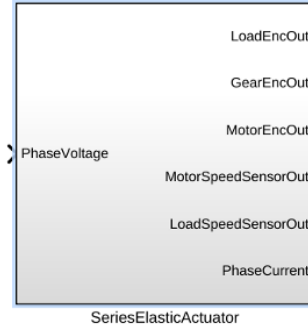 LoadEncOut
GearEncOut
MotorEncOut
PhaseVoltage
MotorSpeedSensorOut
LoadSpeedSensorOut
PhaseCurrent
SeriesElasticActuator